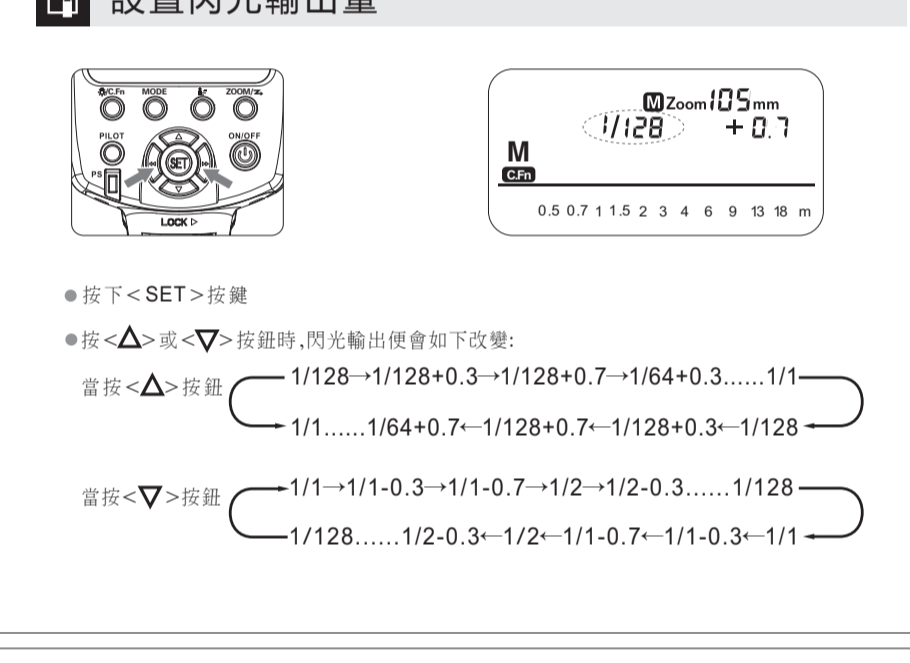 設置閃光輸出量
/C.Fn MODE ZOOM/
PILOT ON/OFF
SET
PS
LOCK ▷
M Zoom 105 mm
1/128 +0.7
M
C.Fn
0.5 0.7 1 1.5 2 3 4 6 9 13 18 m
●按下<SET>按鍵
●按<△>或<▽>按鈕時,閃光輸出便會如下改變:
當按<△>按鈕 1/128→1/128+0.3→1/128+0.7→1/64+0.3......1/1
1/1......1/64+0.7←1/128+0.7←1/128+0.3←1/128
當按<▽>按鈕 1/1→1/1-0.3→1/1-0.7→1/2→1/2-0.3......1/128
1/128......1/2-0.3←1/2←1/1-0.7←1/1-0.3←1/1